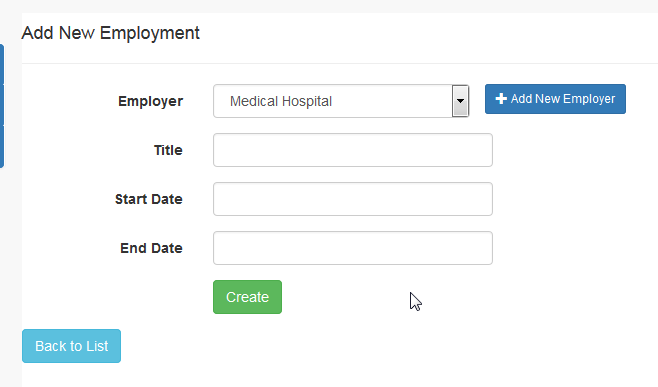 Add New Employment
Employer Medical Hospital Add New Employer
Title
Start Date
End Date
Create
Back to List